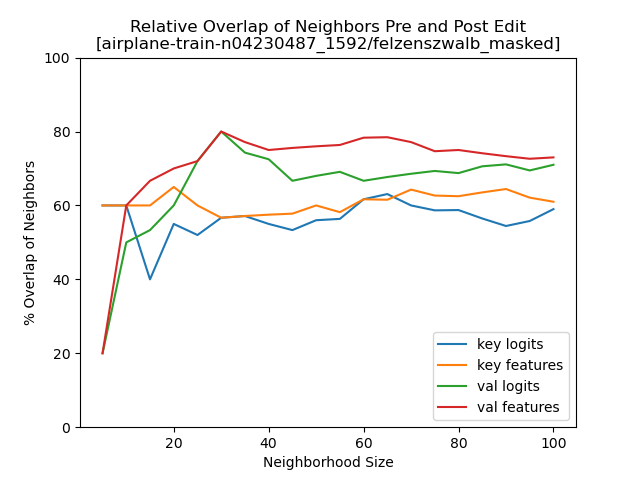 Relative Overlap of Neighbors Pre and Post Edit
[airplane-train-n04230487_1592/felzenszwalb_masked]
100
80
60
40
20
0
% Overlap of Neighbors
key logits
key features
val logits
val features
20 40 60 80 100
Neighborhood Size